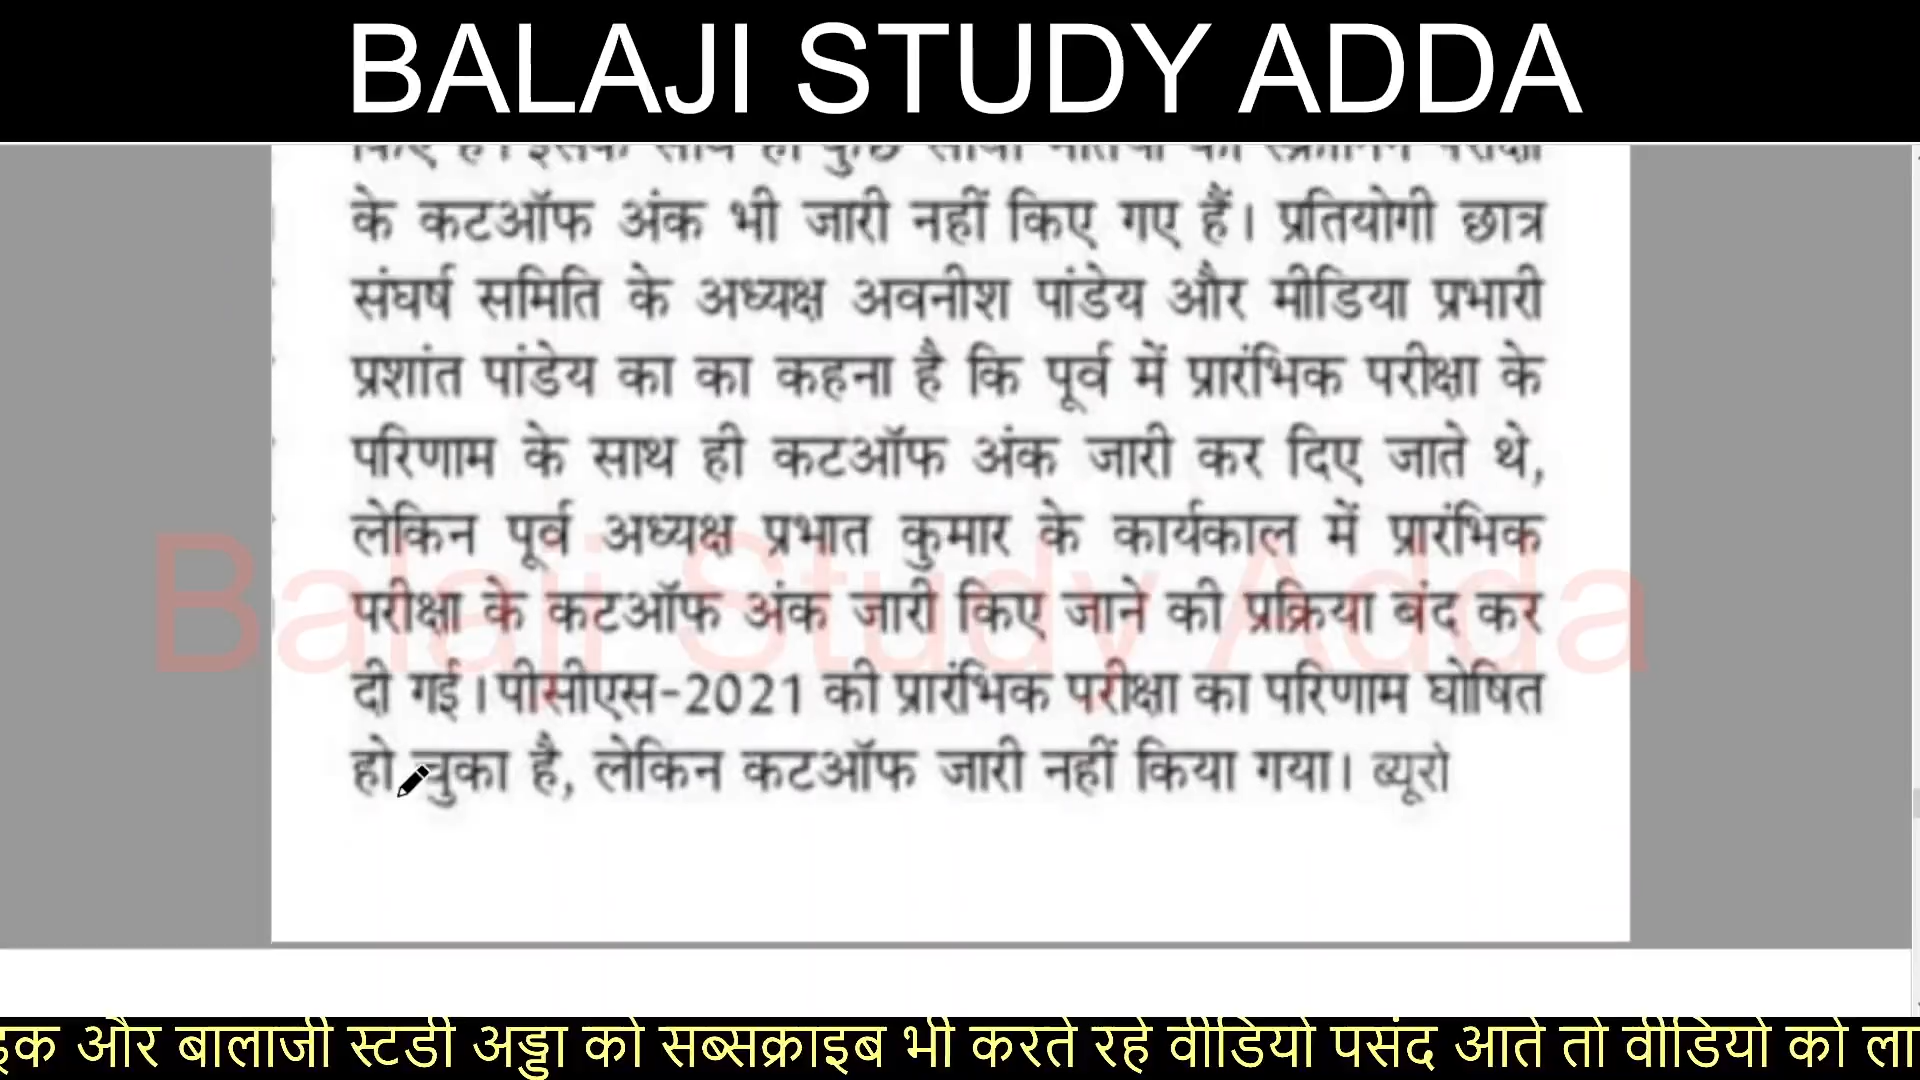 BALAJI STUDY ADDA
के कटऑफ अंक भी जारी नहीं किए गए हैं। प्रतियोगी छात्र
संघर्ष समिति के अध्यक्ष अवनीश पांडेय और मीडिया प्रभारी
प्रशांत पांडेय का का कहना है कि पूर्व में प्रारंभिक परीक्षा के
परिणाम के साथ ही कटऑफ अंक जारी कर दिए जाते थे,
लेकिन पूर्व अध्यक्ष प्रभात कुमार के कार्यकाल में प्रारंभिक
परीक्षा के कटऑफ अंक जारी किए जाने की प्रक्रिया बंद कर
दी गई। पीसीएस-2021 की प्रारंभिक परीक्षा का परिणाम घोषित
हो चुका है, लेकिन कटऑफ जारी नहीं किया गया। ब्यूरो
Balaji Study Adda
और बालाजी स्टडी अड्डा को सब्सक्राइब भी करते रहे वीडियो पसंद आते तो वीडियो को